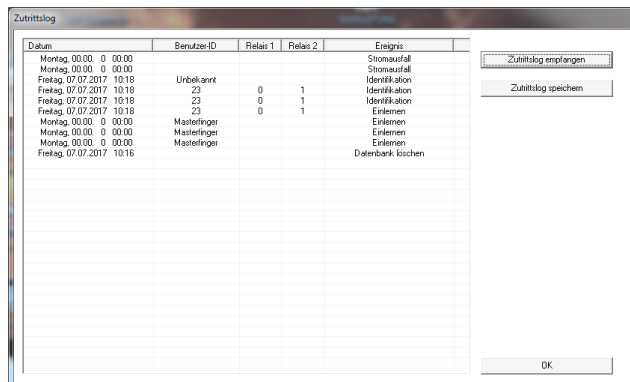 Zutrittslog
Datum Benutzer-ID Relais 1 Relais 2 Ereignis
Montag, 00.00. 0 00:00 Stromausfall
Montag, 00.00. 0 00:00 Stromausfall
Freitag, 07.07.2017 10:18 Unbekannt Identifikation
Freitag, 07.07.2017 10:18 23 0 1 Identifikation
Freitag, 07.07.2017 10:18 23 0 1 Identifikation
Freitag, 07.07.2017 10:18 23 0 1 Einlernen
Montag, 00.00. 0 00:00 Masterfinger Einlernen
Montag, 00.00. 0 00:00 Masterfinger Einlernen
Montag, 00.00. 0 00:00 Masterfinger Einlernen
Freitag, 07.07.2017 10:16 Datenbank löschen
Zutrittslog empfangen
Zutrittslog speichern
OK